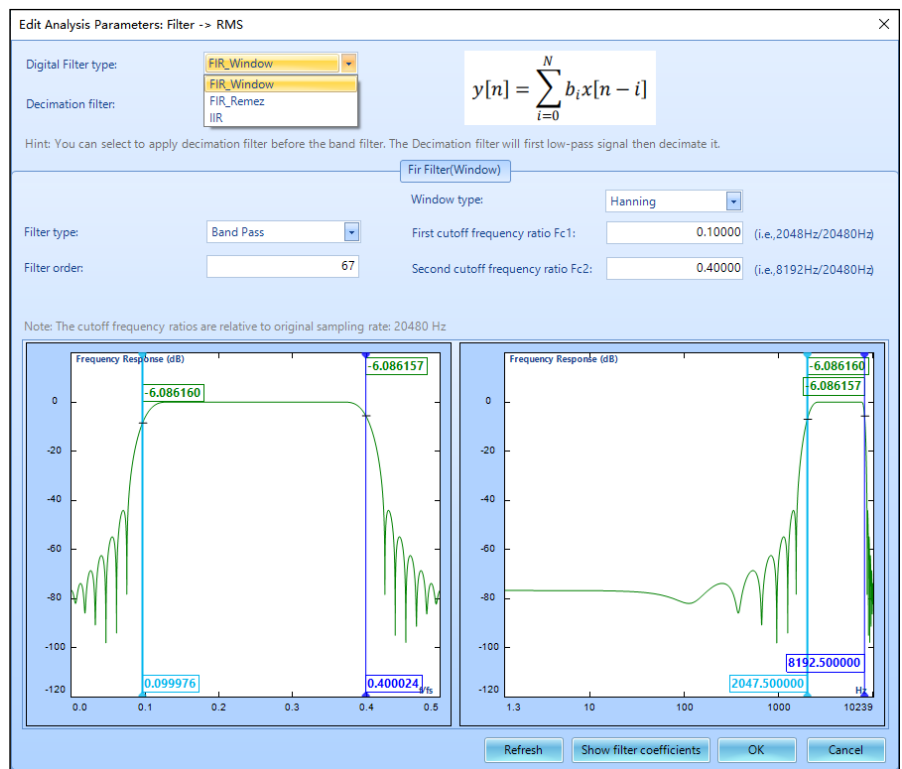 Edit Analysis Parameters: Filter -> RMS
Digital Filter type: FIR_Window
FIR_Window
FIR_Remez
IIR
Decimation filter:
y[n] = \sum_{i=0}^{N} b_i x[n − i]
Hint: You can select to apply decimation filter before the band filter. The Decimation filter will first low-pass signal then decimate it.
Fir Filter(Window)
Window type: Hanning
Filter type: Band Pass First cutoff frequency ratio Fc1: 0.10000 (i.e.,2048Hz/20480Hz)
Filter order: 67 Second cutoff frequency ratio Fc2: 0.40000 (i.e.,8192Hz/20480Hz)
Note: The cutoff frequency ratios are relative to original sampling rate: 20480 Hz
Frequency Response (dB)
-6.086157
-6.086160
0
-20
-40
-60
-80
-100
-120
0.099976
0.400024
f/fs
0.0 0.1 0.2 0.3 0.4 0.5
Frequency Response (dB)
-6.086160
-6.086157
0
-20
-40
-60
-80
-100
-120
8192.500000
2047.500000
Hz
1.3 10 100 1000 10239
Refresh Show filter coefficients OK Cancel